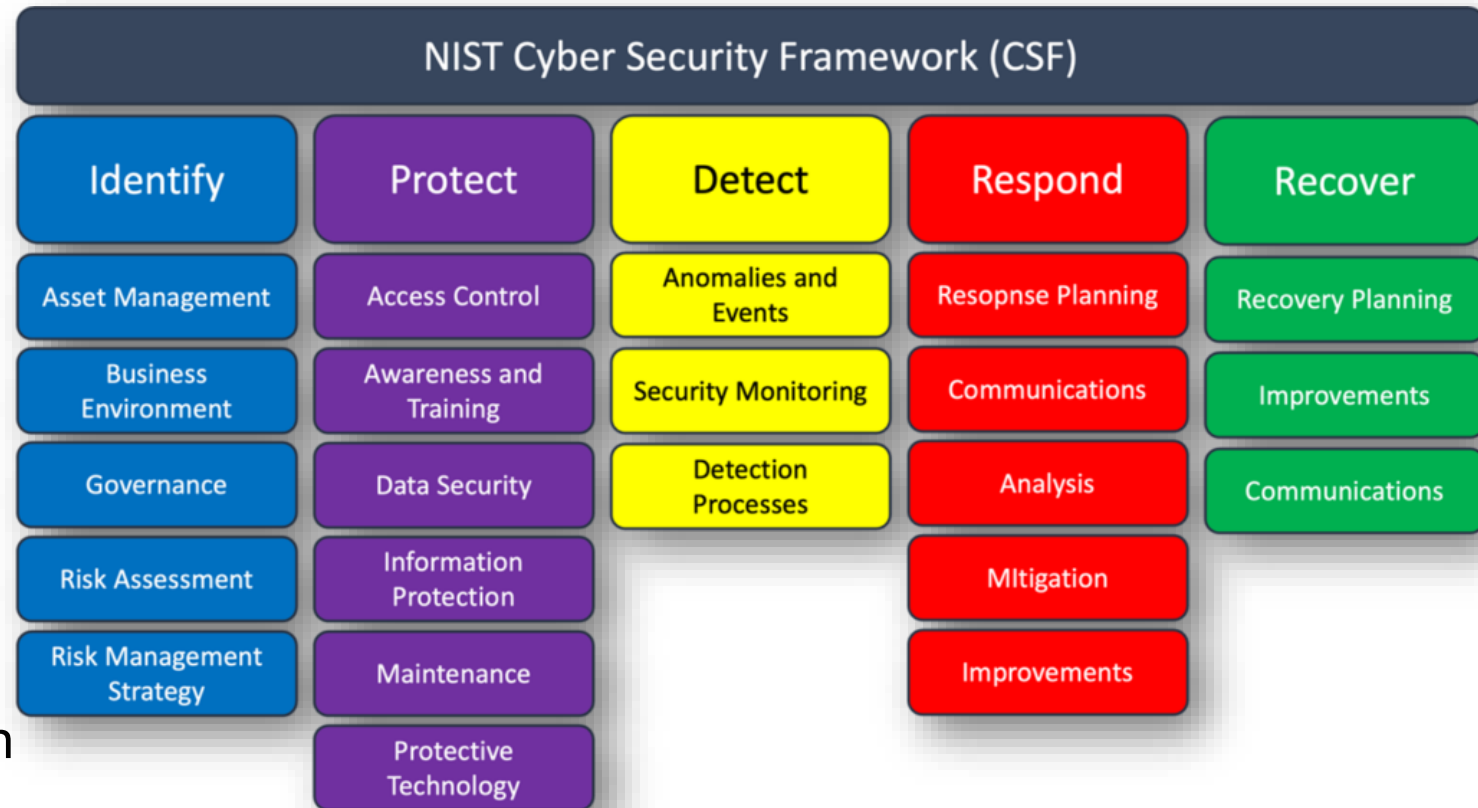 NIST Cyber Security Framework (CSF)
Identify
Asset Management
Business
Environment
Governance
Risk Assessment
Risk Management
Strategy
Protect
Access Control
Awareness and
Training
Data Security
Information
Protection
Maintenance
Protective
Technology
Detect
Anomalies and
Events
Security Monitoring
Detection
Processes
Respond
Resopnse Planning
Communications
Analysis
MItigation
Improvements
Recover
Recovery Planning
Improvements
Communications